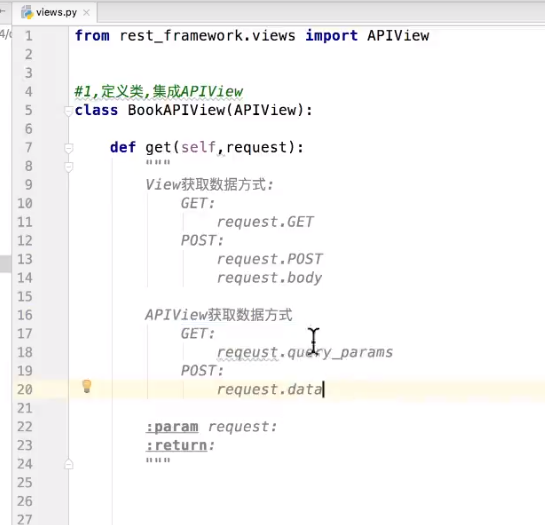 4/c
views.py ×
1 from rest_framework.views import APIView
2
3
4 #1,定义类,集成APIView
5 class BookAPIView(APIView):
6
7 def get(self,request):
8 """
9 View获取数据方式:
10 GET:
11 request.GET
12 POST:
13 request.POST
14 request.body
15
16 APIView获取数据方式
17 GET:
18 reqeust.query_params
19 POST:
20 request.data
21
22 :param request:
23 :return:
24 """
25
26
27